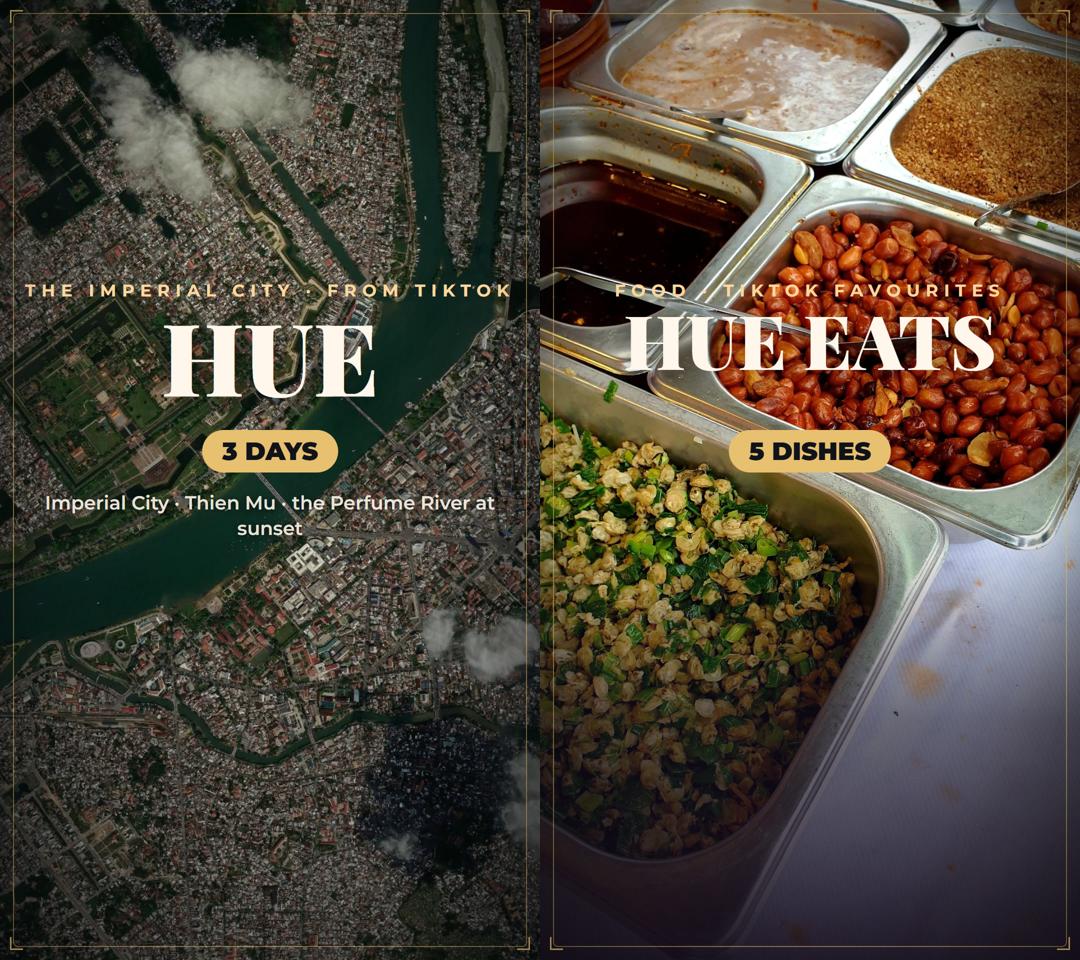 THE IMPERIAL CITY · FROM TIKTOK
HUE
3 DAYS
Imperial City · Thien Mu · the Perfume River at
sunset
FOOD · TIKTOK FAVOURITES
HUE EATS
5 DISHES